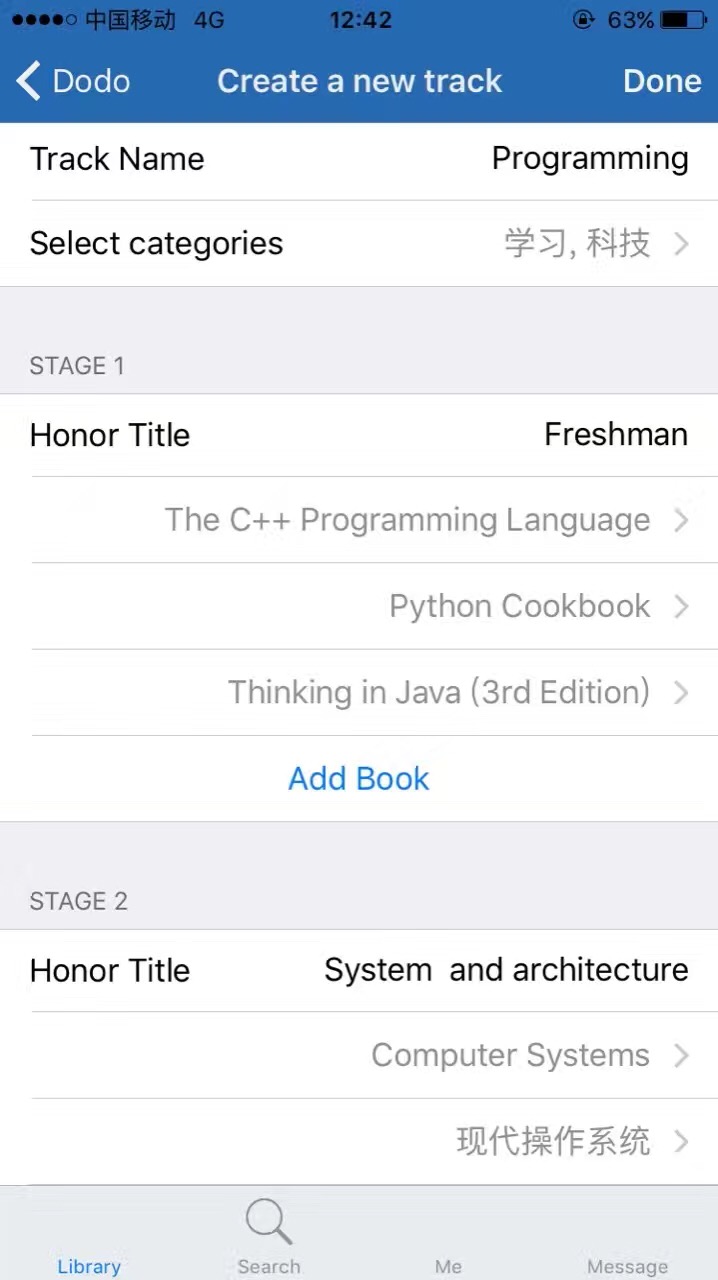 中国移动 4G 12:42 63%
Dodo Create a new track Done
Track Name Programming
Select categories 学习, 科技
STAGE 1
Honor Title Freshman
The C++ Programming Language
Python Cookbook
Thinking in Java (3rd Edition)
Add Book
STAGE 2
Honor Title System  and architecture
Computer Systems
现代操作系统
Library Search Me Message